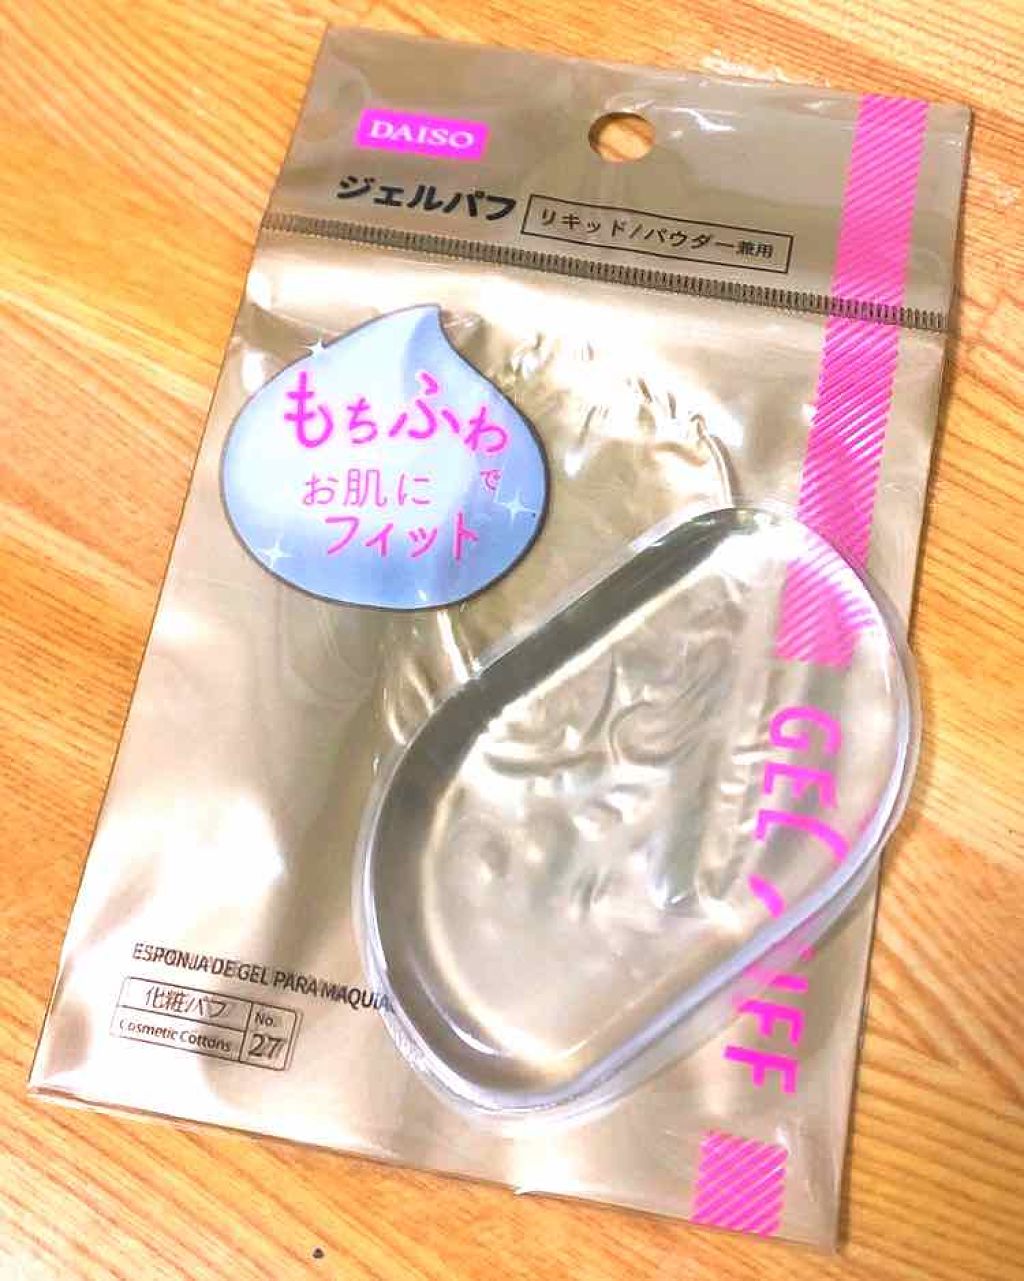 DAISO
ジェルパフ
リキッド/パウダー兼用
もちふわで
お肌に
フィット
GEL
ESPONJA DE GEL PARA
化粧パフ
Cosmetic Cottons
No.
27